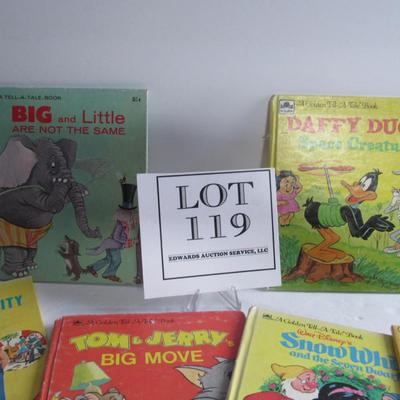 A TELL-A-TALE BOOK
BIG and Little
ARE NOT THE SAME
A Golden Tell-A-Tale Book
DAFFY DUC
Space Creatu
LOT
119
EDWARDS AUCTION SERVICE, LLC
ITY
A Golden Tell-A-Tale Book
TOM & JERRY'S
BIG MOVE
A Golden Tell-A-Tale Book
Walt Disney's
Snow Whi
and the Seven Dwa